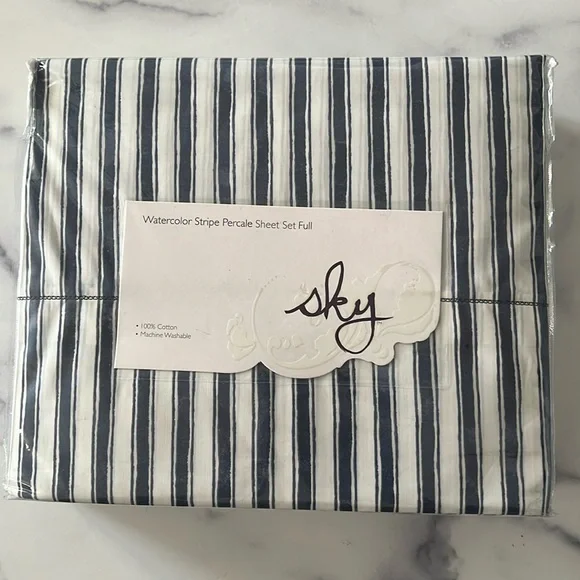 Watercolor Stripe Percale Sheet Set Full
sky
• 100% Cotton
• Machine Washable